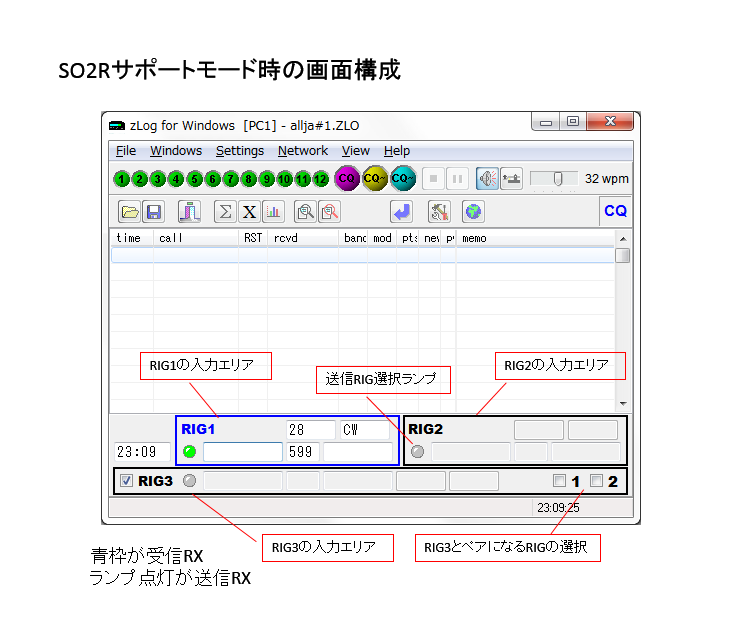 SO2Rサポートモード時の画面構成
zLog for Windows [PC1] - allja#1.ZLO
File Windows Settings Network View Help
1 2 3 4 5 6 7 8 9 10 11 12 CQ CQ~ CQ~ 32 wpm
Σ X CQ
time call RST rcvd band mod pts new memo
RIG1の入力エリア
送信RIG選択ランプ
RIG2の入力エリア
RIG1 28 CW RIG2
23:09 599
RIG3 1 2
23:09:25
RIG3の入力エリア
RIG3とペアになるRIGの選択
青枠が受信RX
ランプ点灯が送信RX